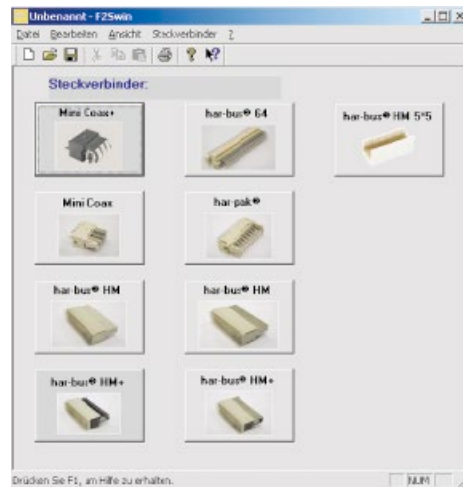 Unbenannt - F2Swin
Datei Bearbeiten Ansicht Steckverbinder ?
Steckverbinder:
Mini Coax+
har-bus® 64
har-bus® HM 5*5
Mini Coax
har-pak®
har-bus® HM
har-bus® HM
har-bus® HM+
har-bus® HM+
Drücken Sie F1, um Hilfe zu erhalten.
NUM